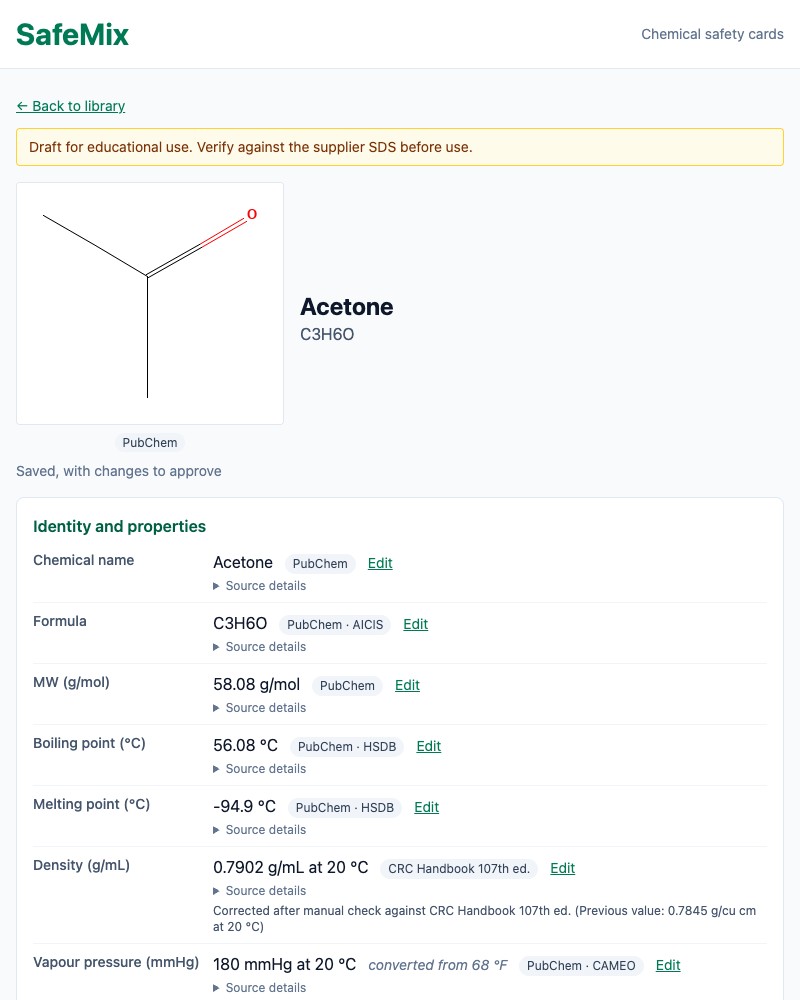 SafeMix
Chemical safety cards
← Back to library
Draft for educational use. Verify against the supplier SDS before use.
O
Acetone
C3H6O
PubChem
Saved, with changes to approve
Identity and properties
Chemical name
Acetone PubChem Edit
▶ Source details
Formula
C3H6O PubChem · AICIS Edit
▶ Source details
MW (g/mol)
58.08 g/mol PubChem Edit
▶ Source details
Boiling point (°C)
56.08 °C PubChem · HSDB Edit
▶ Source details
Melting point (°C)
-94.9 °C PubChem · HSDB Edit
▶ Source details
Density (g/mL)
0.7902 g/mL at 20 °C CRC Handbook 107th ed. Edit
▶ Source details
Corrected after manual check against CRC Handbook 107th ed. (Previous value: 0.7845 g/cu cm
at 20 °C)
Vapour pressure (mmHg)
180 mmHg at 20 °C converted from 68 °F PubChem · CAMEO Edit
▶ Source details